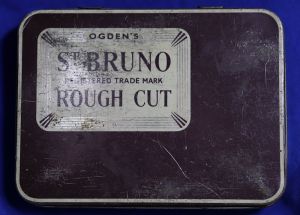 OGDEN'S
ST BRUNO
REGISTERED TRADE MARK
ROUGH CUT